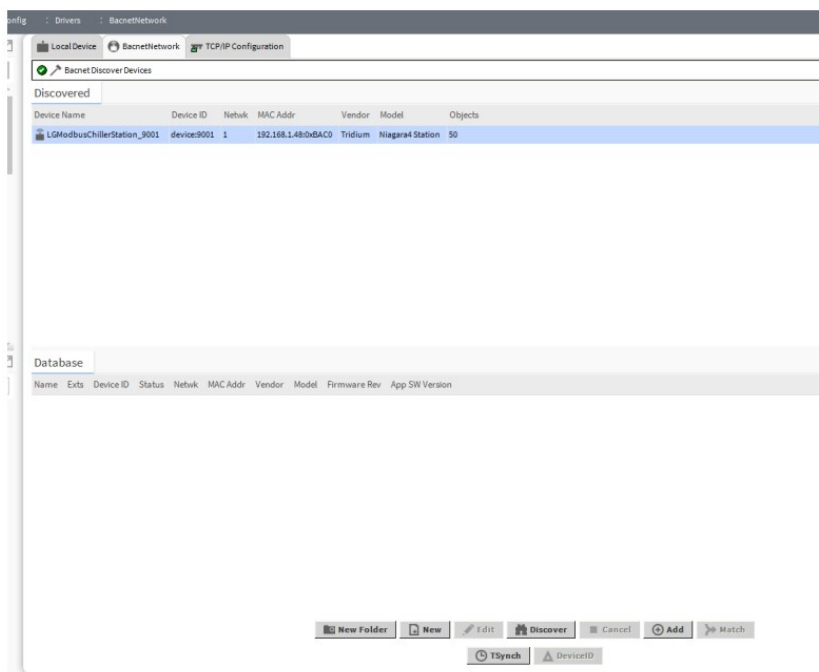 onfig : Drivers : BacnetNetwork
Local Device BacnetNetwork TCP/IP Configuration
Bacnet Discover Devices
Discovered
Device Name Device ID Netwk MAC Addr Vendor Model Objects
LGModbusChillerStation_9001 device:9001 1 192.168.1.48:0xBAC0 Tridium Niagara4 Station 50
Database
Name Exts Device ID Status Netwk MAC Addr Vendor Model Firmware Rev App SW Version
New Folder New Edit Discover Cancel Add Match
TSynch DeviceID